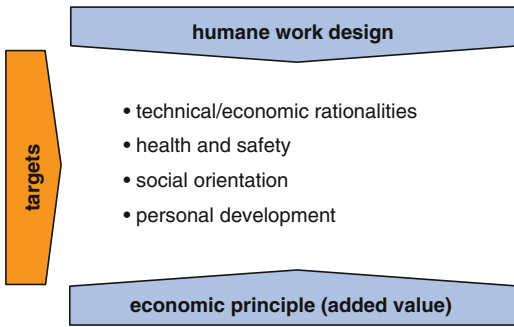 humane work design
targets
• technical/economic rationalities
• health and safety
• social orientation
• personal development
economic principle (added value)